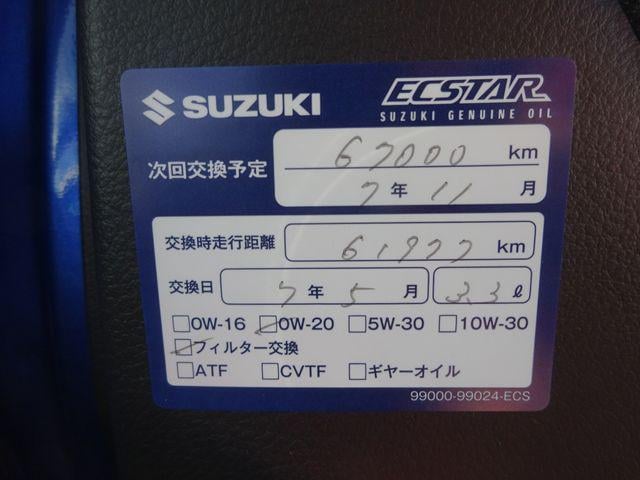 SUZUKI ECSTAR
SUZUKI GENUINE OIL
次回交換予定 67000 km
7年 11月
交換時走行距離 61977 km
交換日 7年 5月 3.3ℓ
□0W-16 ☑0W-20 □5W-30 □10W-30
☑フィルター交換
□ATF □CVTF □ギヤーオイル
99000-99024-ECS